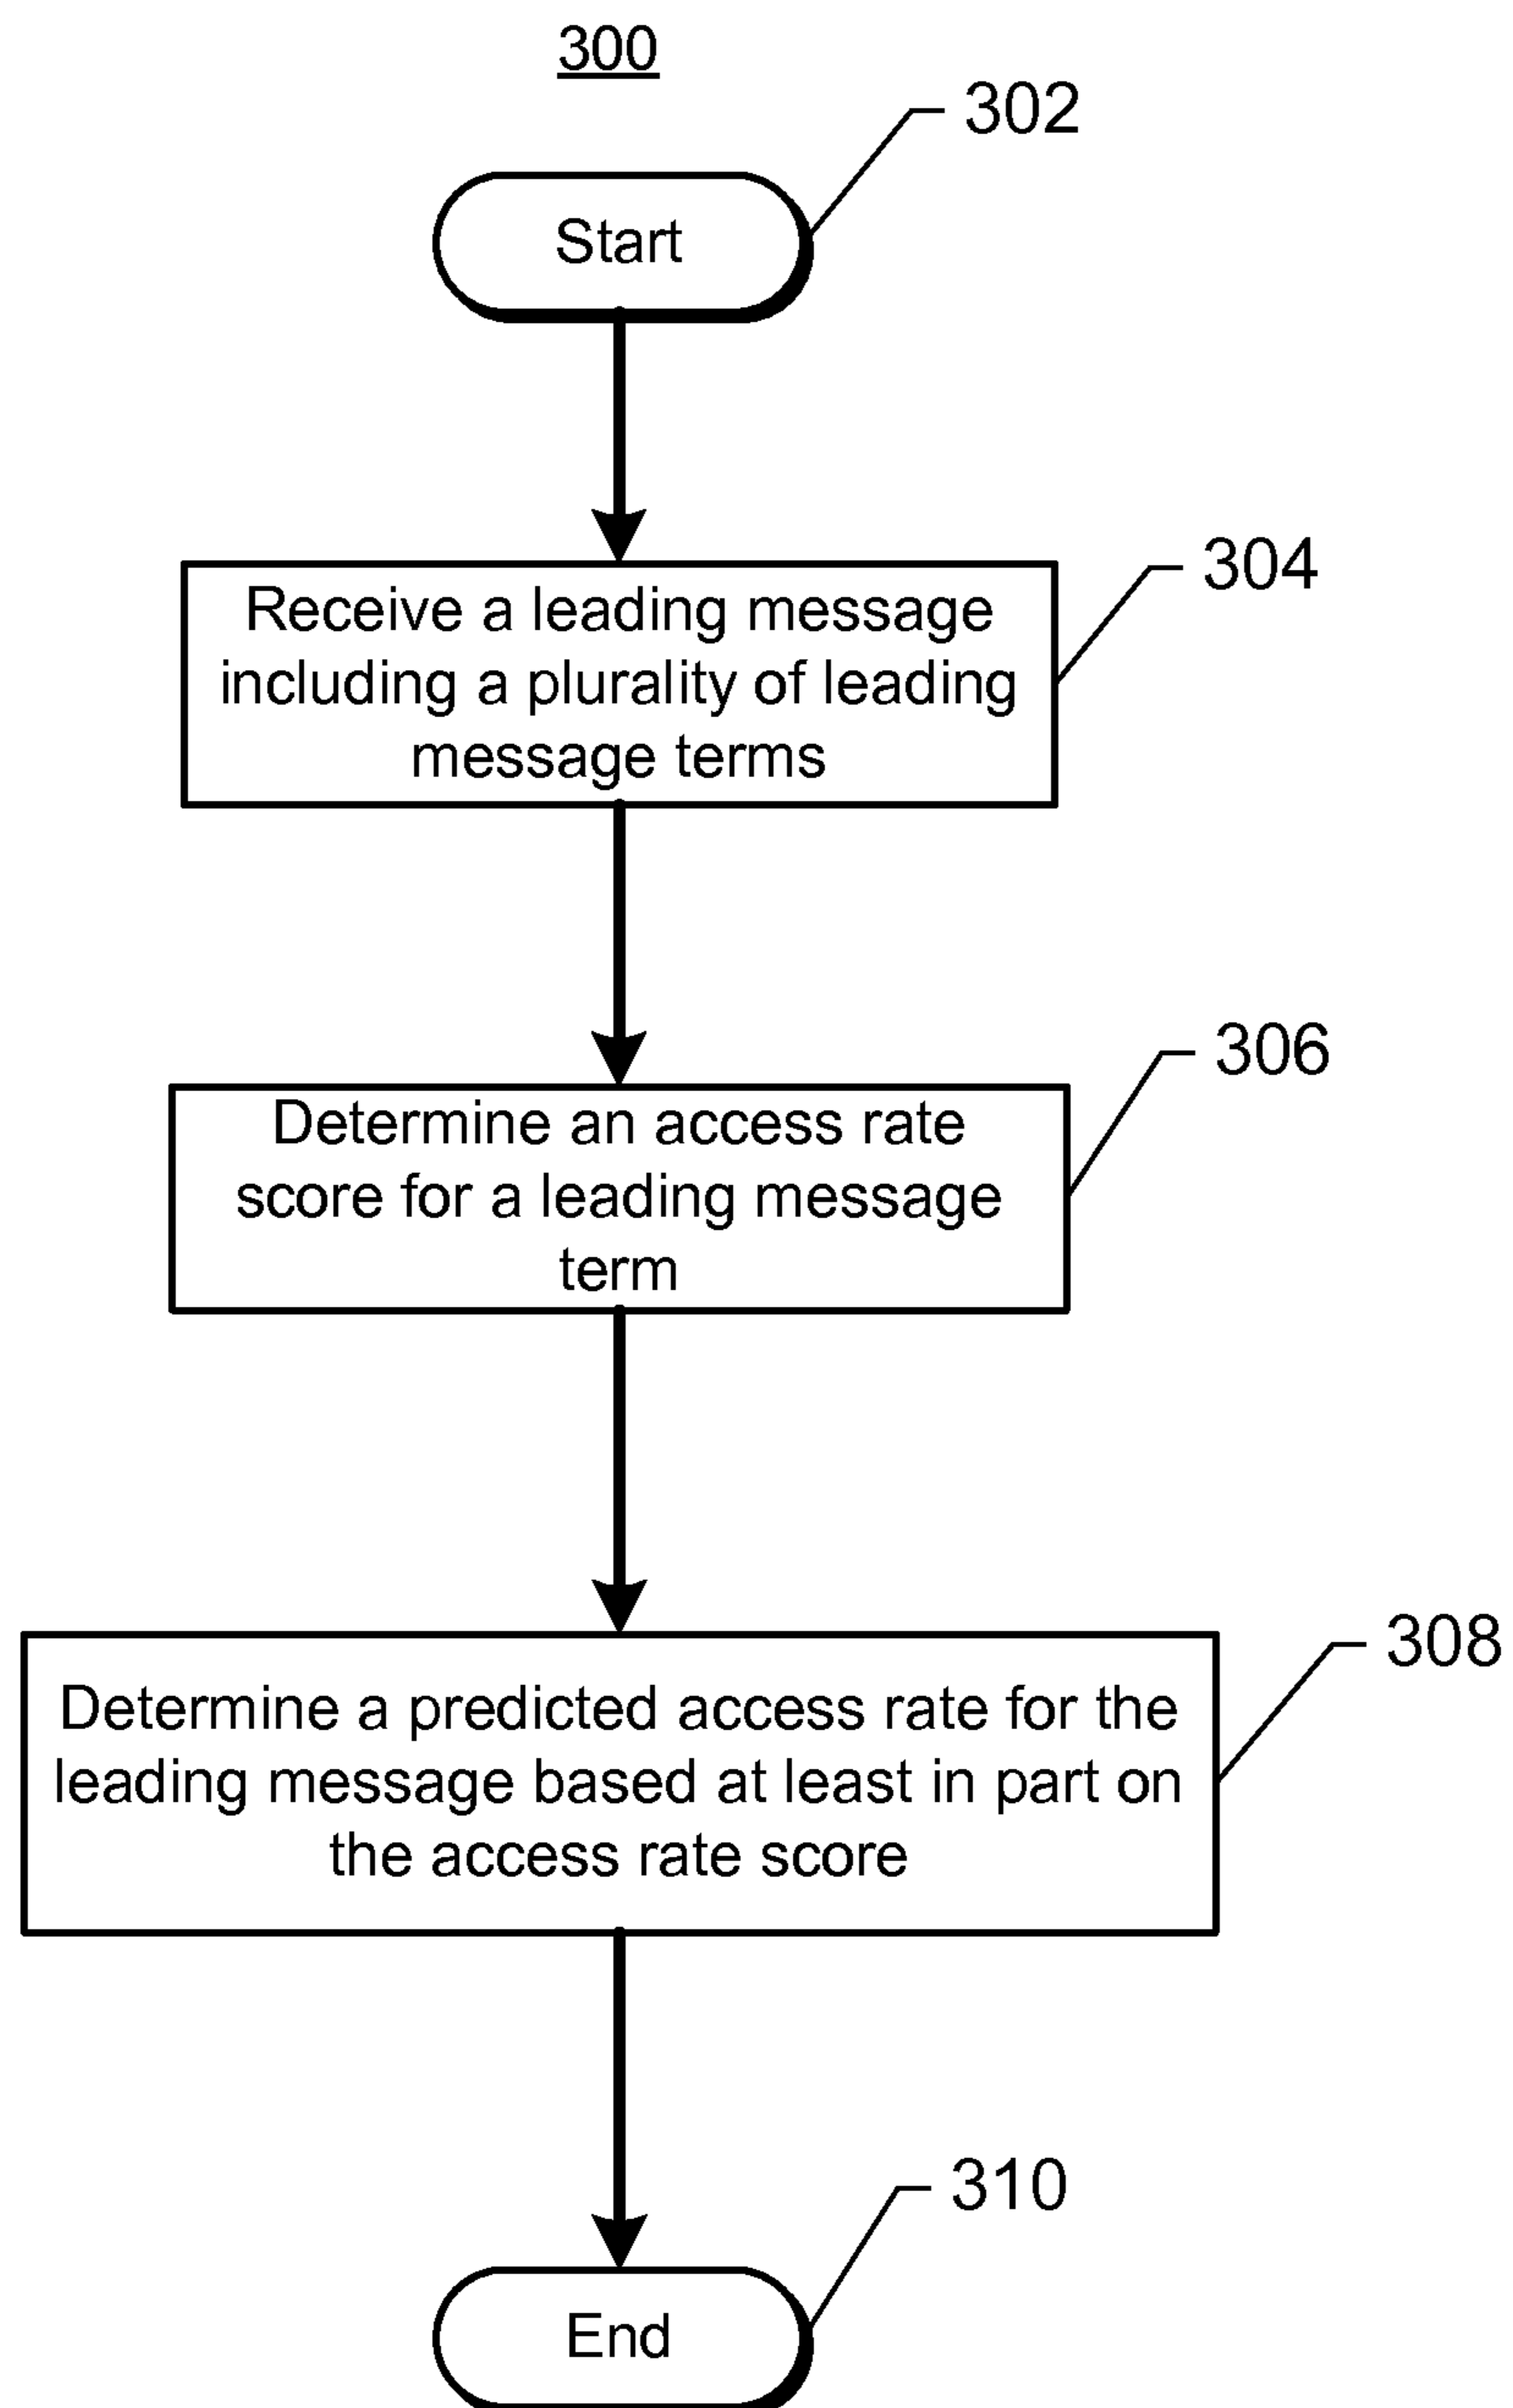 300
302
Start
304
Receive a leading message
including a plurality of leading
message terms
306
Determine an access rate
score for a leading message
term
308
Determine a predicted access rate for the
leading message based at least in part on
the access rate score
310
End